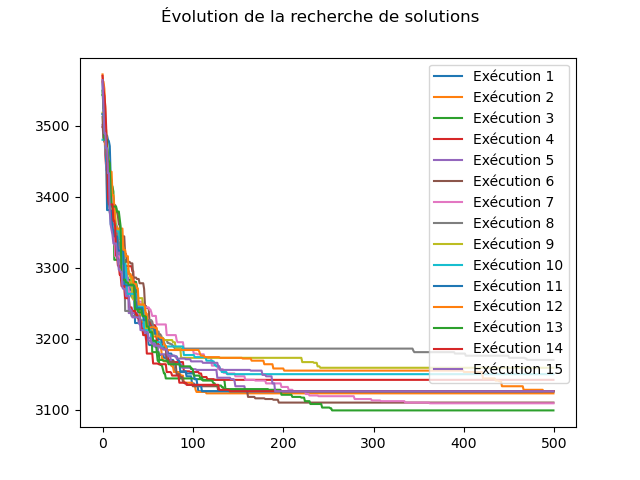 Évolution de la recherche de solutions
3500
3400
3300
3200
3100
0
100
200
300
400
500
Exécution 1
Exécution 2
Exécution 3
Exécution 4
Exécution 5
Exécution 6
Exécution 7
Exécution 8
Exécution 9
Exécution 10
Exécution 11
Exécution 12
Exécution 13
Exécution 14
Exécution 15